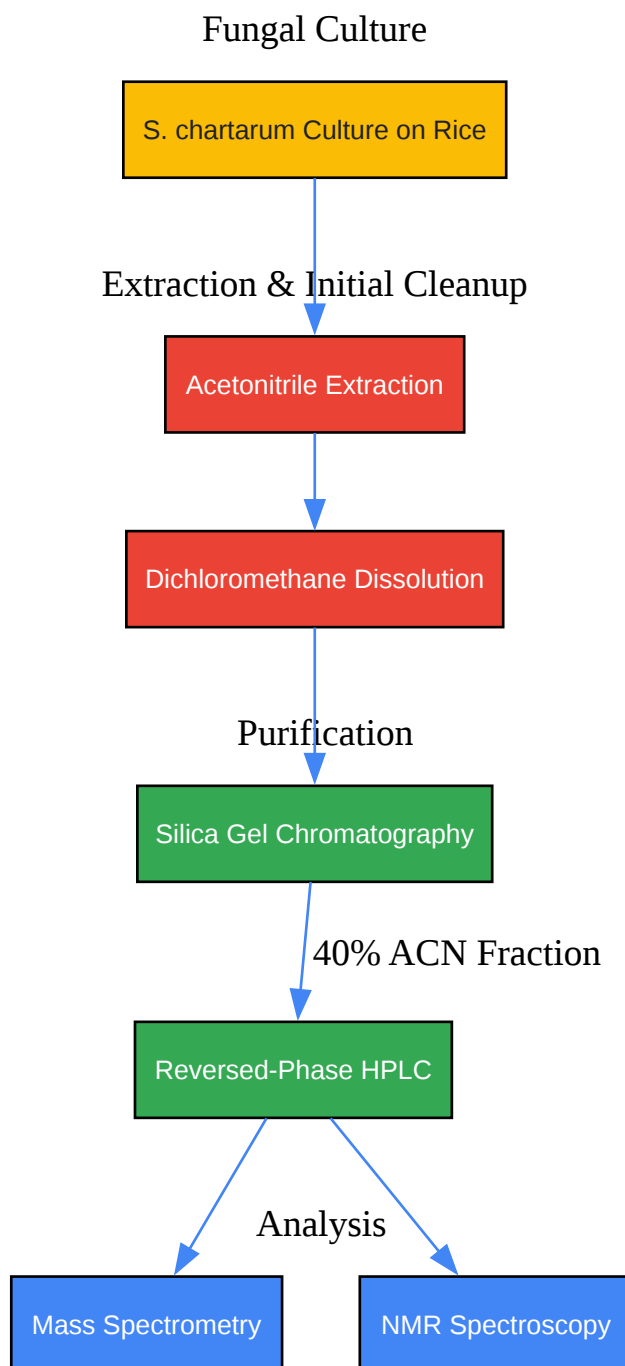 Fungal Culture
S. chartarum Culture on Rice
Extraction & Initial Cleanup
Acetonitrile Extraction
Dichloromethane Dissolution
Purification
Silica Gel Chromatography
40% ACN Fraction
Reversed-Phase HPLC
Analysis
Mass Spectrometry
NMR Spectroscopy